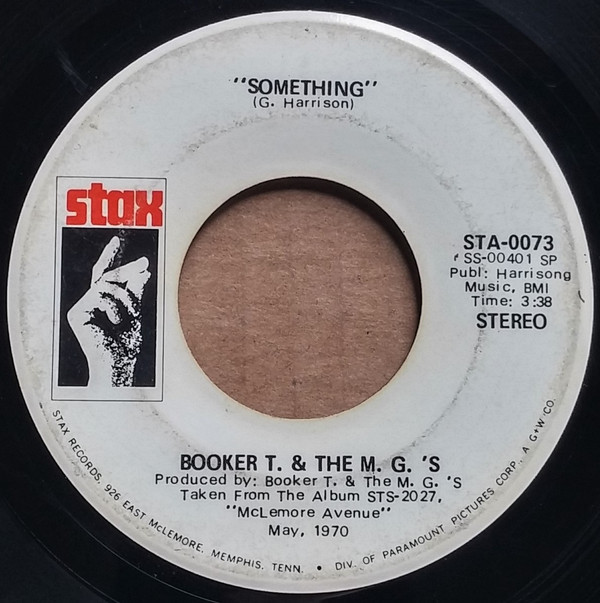 "SOMETHING"
(G. Harrison)
stax
STA-0073
SS-00401 SP
Publ: Harrisong
Music, BMI
Time: 3:38
STEREO
BOOKER T. & THE M. G. 'S
Produced by: Booker T. & The M. G. 'S
Taken From The Album STS-2027,
"McLemore Avenue"
May, 1970
STAX RECORDS, 926 EAST McLEMORE, MEMPHIS, TENN. • DIV. OF PARAMOUNT PICTURES CORP. A G+W CO.